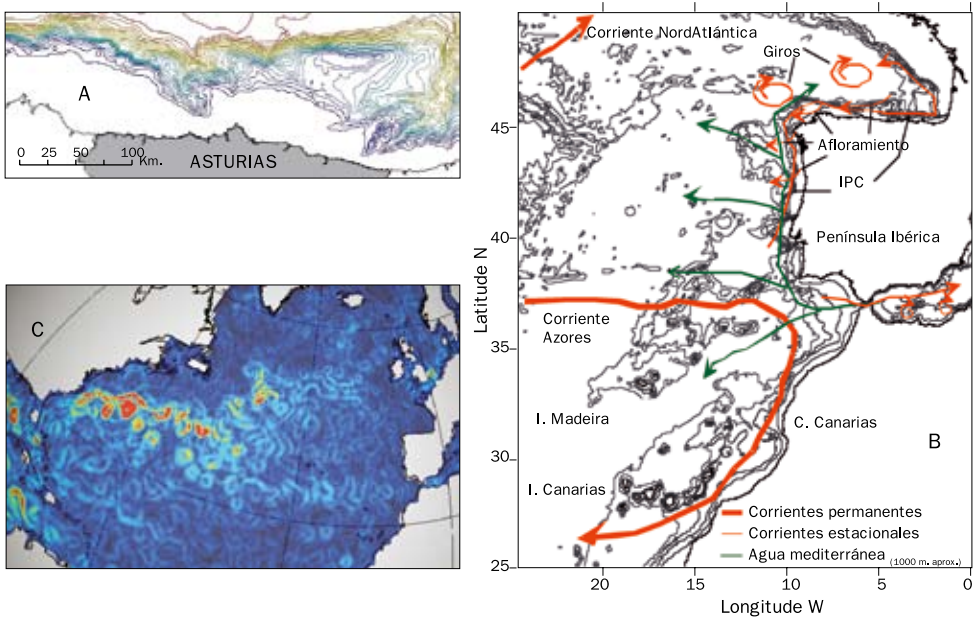 A
0 25 50 100 Km.
ASTURIAS
C
Corriente NordAtlántica
Giros
Afloramiento
IPC
Península Ibérica
Corriente
Azores
I. Madeira
C. Canarias
I. Canarias
B
Corrientes permanentes
Corrientes estacionales
Agua mediterránea (1000 m. aprox.)
Latitude N
45
40
35
30
25
20 15 10 5 0
Longitude W